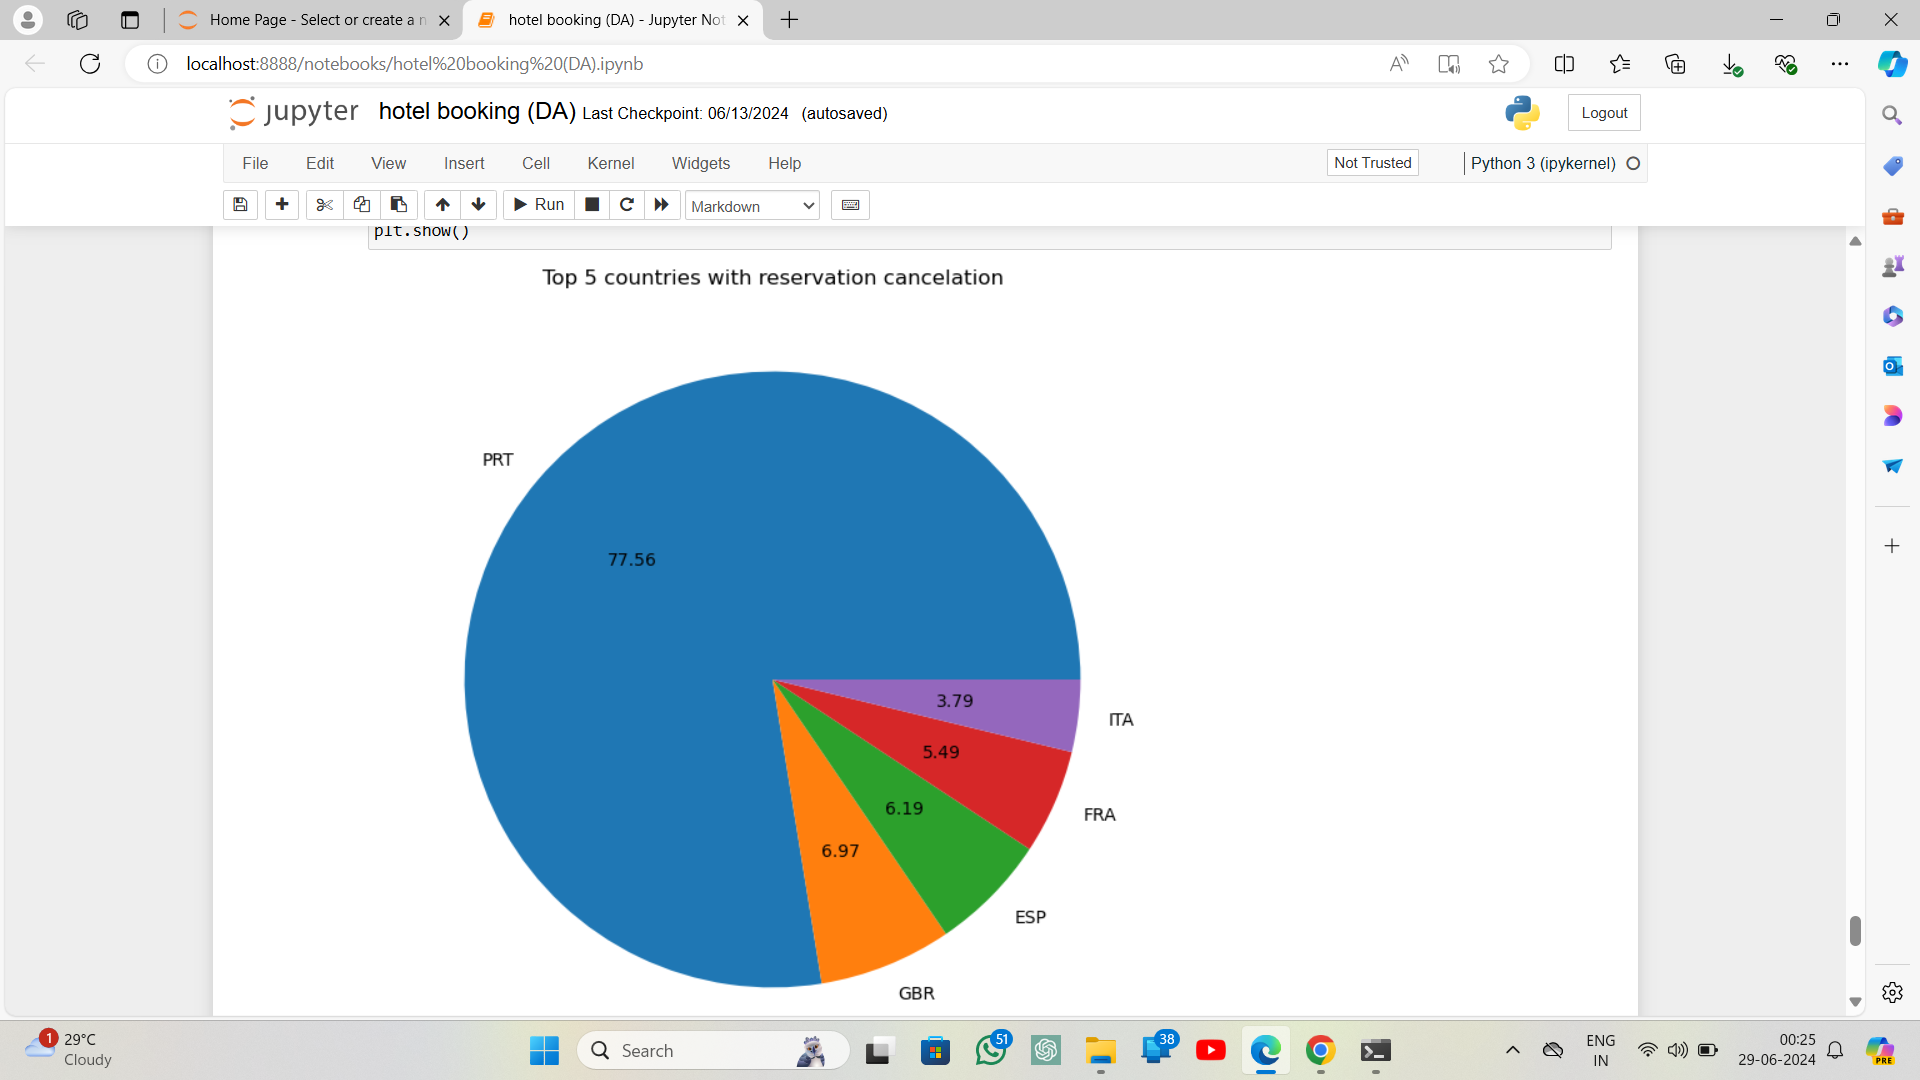 Home Page - Select or create a n
hotel booking (DA) - Jupyter Not
localhost:8888/notebooks/hotel%20booking%20(DA).ipynb
jupyter hotel booking (DA) Last Checkpoint: 06/13/2024 (autosaved)
Logout
File Edit View Insert Cell Kernel Widgets Help
Not Trusted
Python 3 (ipykernel)
Run
Markdown
plt.show()
Top 5 countries with reservation cancelation
PRT
77.56
3.79
ITA
5.49
6.19
FRA
6.97
ESP
GBR
1
29°C
Cloudy
Search
51
38
ENG
IN
00:25
29-06-2024
PRE